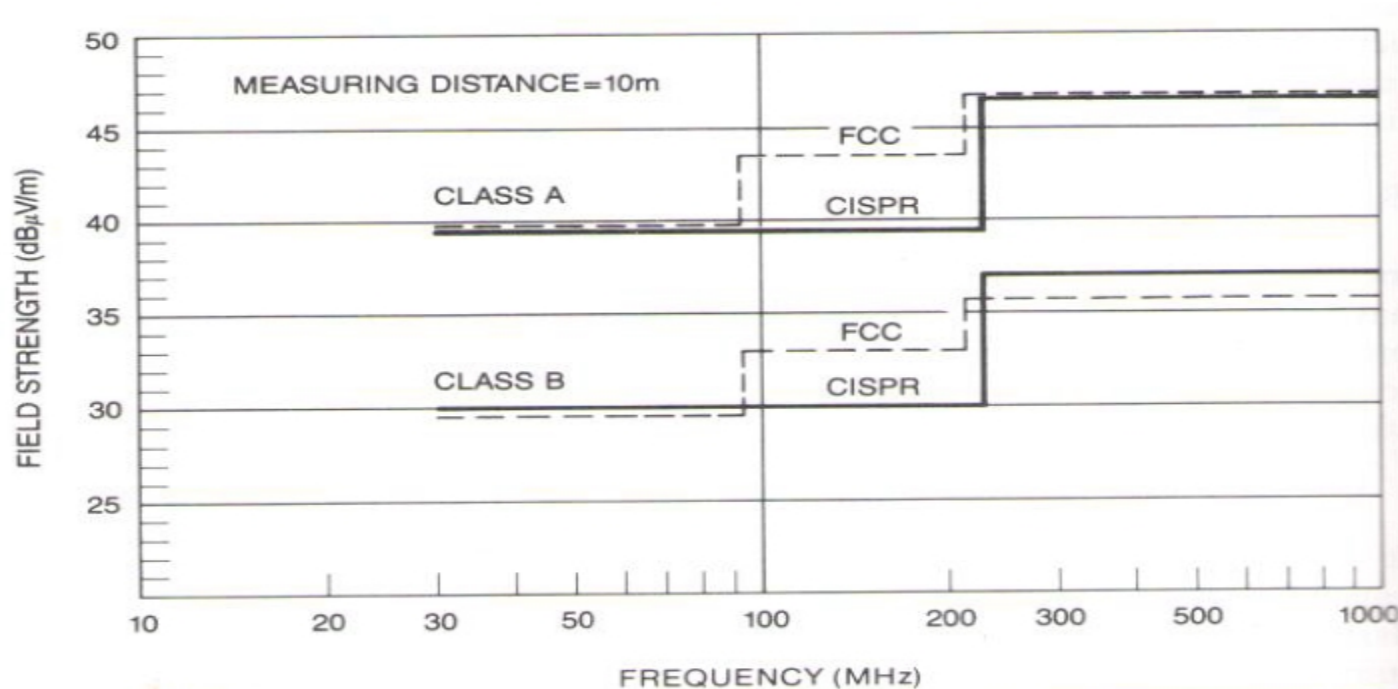 50
MEASURING DISTANCE=10m
45
FCC
CLASS A
40
CISPR
35
FCC
CLASS B
CISPR
30
25
10 20 30 50 100 200 300 500 1000
FREQUENCY (MHz)
FIELD STRENGTH (dBμV/m)